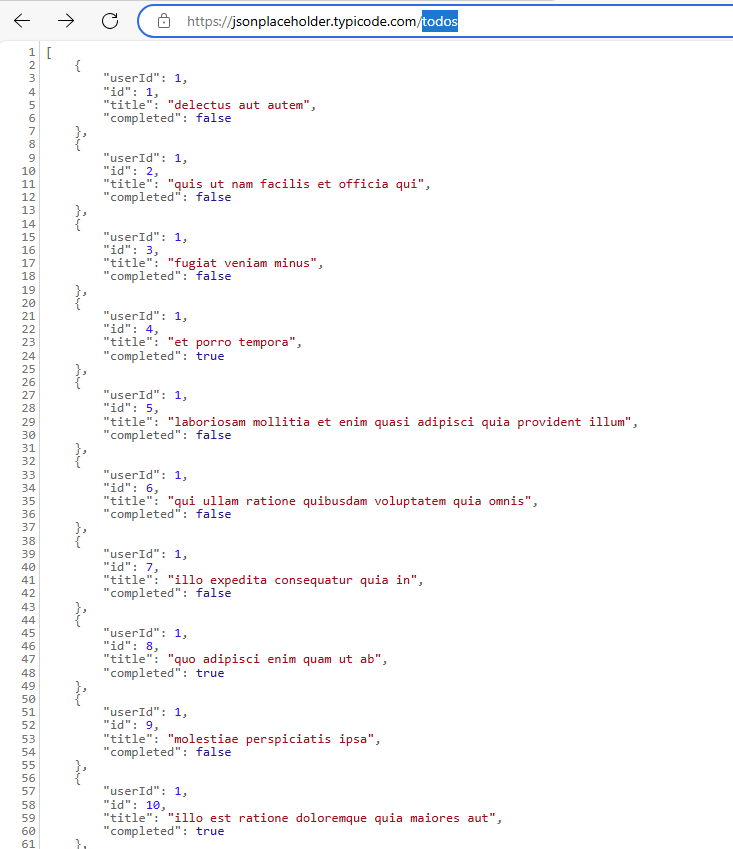 https://jsonplaceholder.typicode.com/todos
1 [
2     {
3         "userId": 1,
4         "id": 1,
5         "title": "delectus aut autem",
6         "completed": false
7     },
8     {
9         "userId": 1,
10         "id": 2,
11         "title": "quis ut nam facilis et officia qui",
12         "completed": false
13     },
14     {
15         "userId": 1,
16         "id": 3,
17         "title": "fugiat veniam minus",
18         "completed": false
19     },
20     {
21         "userId": 1,
22         "id": 4,
23         "title": "et porro tempora",
24         "completed": true
25     },
26     {
27         "userId": 1,
28         "id": 5,
29         "title": "laboriosam mollitia et enim quasi adipisci quia provident illum",
30         "completed": false
31     },
32     {
33         "userId": 1,
34         "id": 6,
35         "title": "qui ullam ratione quibusdam voluptatem quia omnis",
36         "completed": false
37     },
38     {
39         "userId": 1,
40         "id": 7,
41         "title": "illo expedita consequatur quia in",
42         "completed": false
43     },
44     {
45         "userId": 1,
46         "id": 8,
47         "title": "quo adipisci enim quam ut ab",
48         "completed": true
49     },
50     {
51         "userId": 1,
52         "id": 9,
53         "title": "molestiae perspiciatis ipsa",
54         "completed": false
55     },
56     {
57         "userId": 1,
58         "id": 10,
59         "title": "illo est ratione doloremque quia maiores aut",
60         "completed": true
61     },